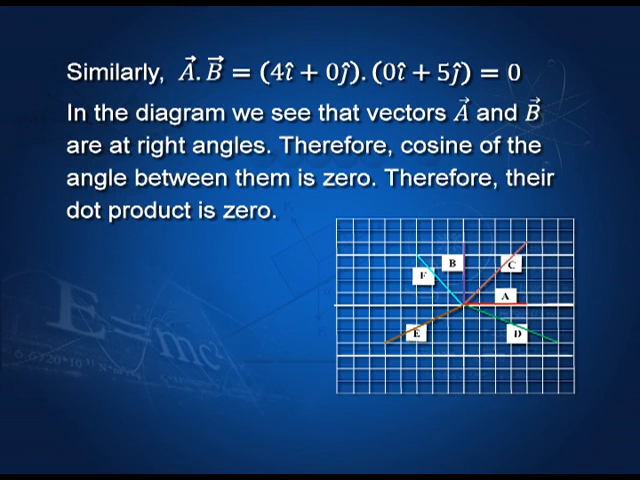 Similarly, A⃗.B⃗ = (4î + 0ĵ).(0î + 5ĵ) = 0
In the diagram we see that vectors A⃗ and B⃗
are at right angles. Therefore, cosine of the
angle between them is zero. Therefore, their
dot product is zero.
B
C
F
A
E
D
E=mc²